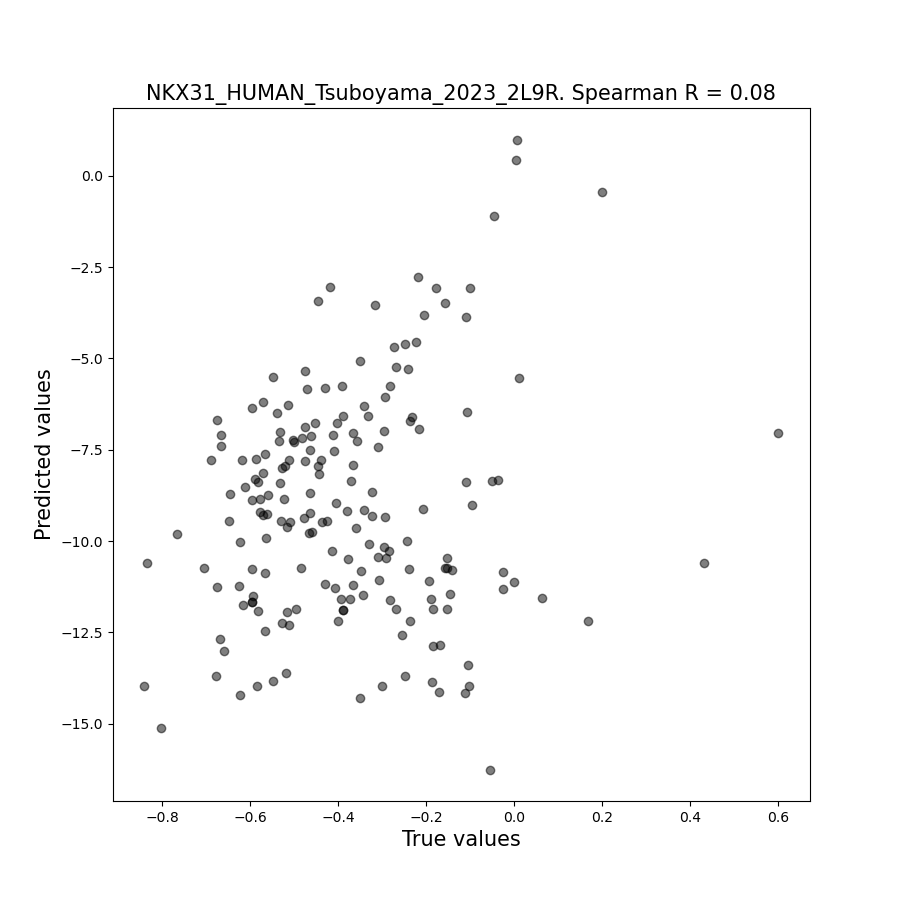 NKX31_HUMAN_Tsuboyama_2023_2L9R. Spearman R = 0.08
Predicted values
0.0
−2.5
−5.0
−7.5
−10.0
−12.5
−15.0
−0.8 −0.6 −0.4 −0.2 0.0 0.2 0.4 0.6
True values